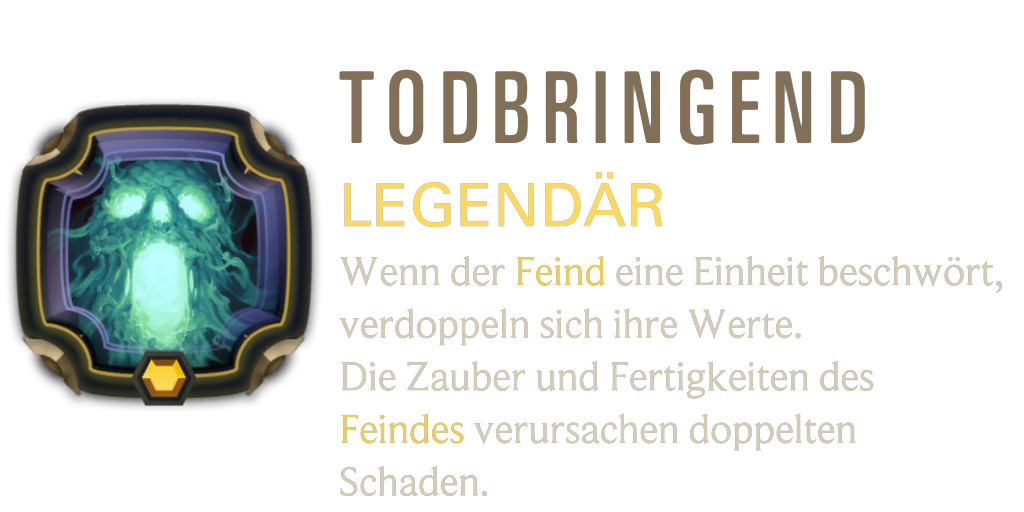 TODBRINGEND
LEGENDÄR
Wenn der Feind eine Einheit beschwört,
verdoppeln sich ihre Werte.
Die Zauber und Fertigkeiten des
Feindes verursachen doppelten
Schaden.